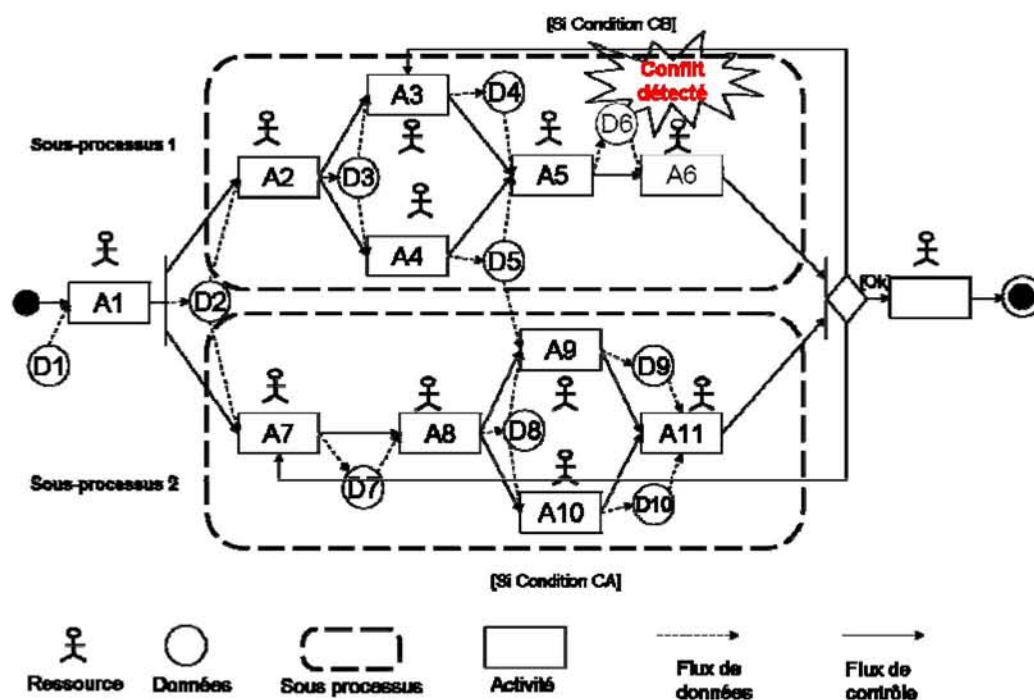 [Si Condition CB]
Conflit
détecté
A3
D4
D6
Sous-processus 1
A2
D3
A5
A6
A4
D5
A1
D2
[Ok]
D1
A9
D9
A7
A8
D8
A11
Sous-processus 2
D7
A10
D10
[Si Condition CA]
Ressource
Données
Sous processus
Activité
Flux de
données
Flux de
contrôle